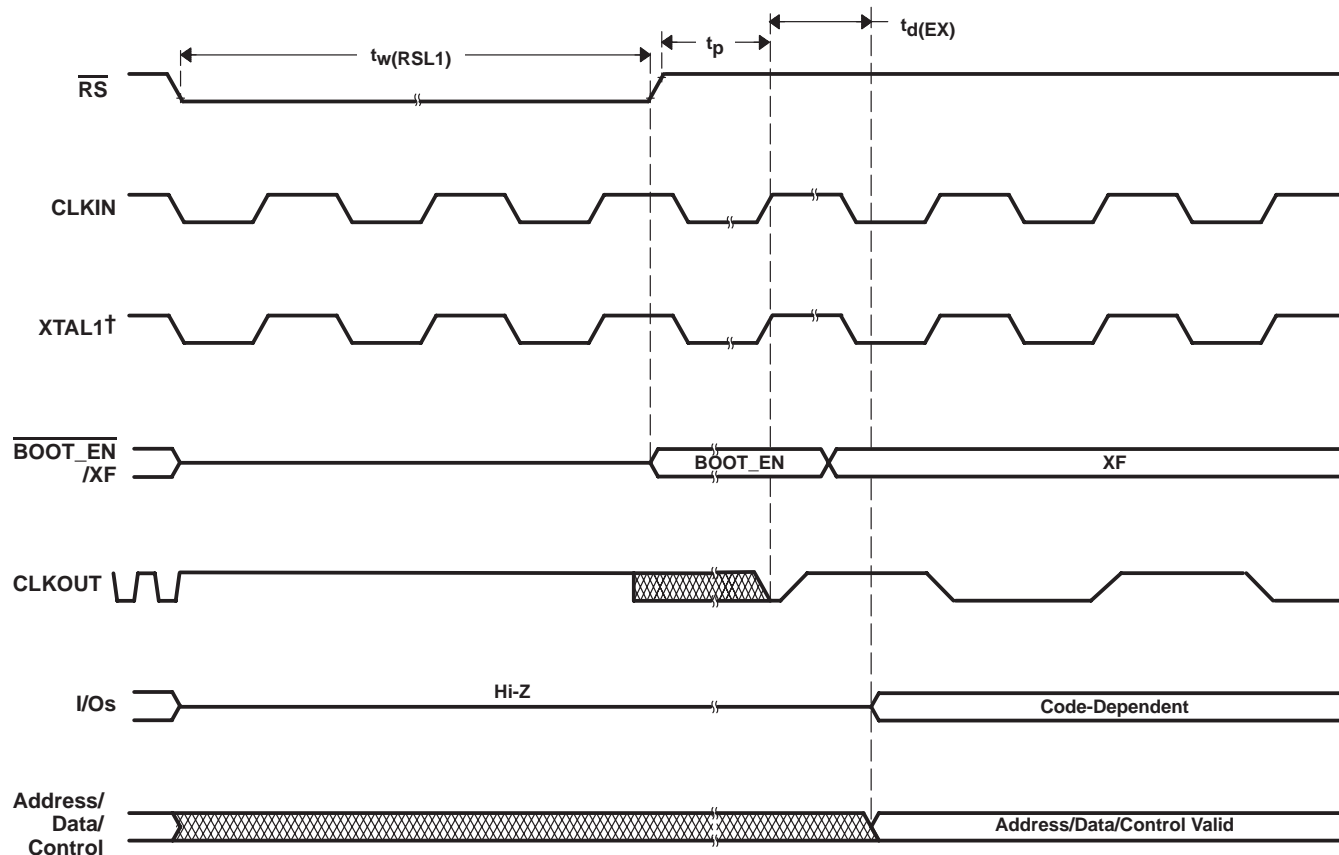 tw(RSL1)
tp
td(EX)
RS
CLKIN
XTAL1†
BOOT_EN
/XF
BOOT_EN
XF
CLKOUT
I/Os
Hi-Z
Code-Dependent
Address/
Data/
Control
Address/Data/Control Valid